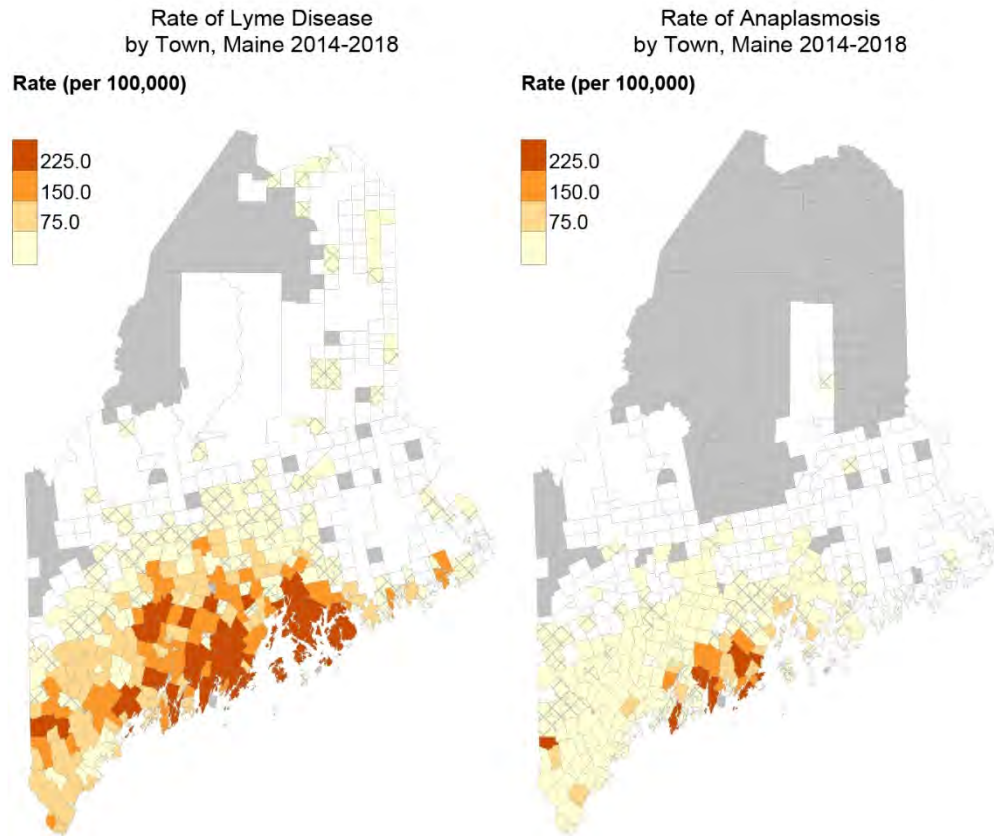 Rate of Lyme Disease
by Town, Maine 2014-2018
Rate (per 100,000)
225.0
150.0
75.0
Rate of Anaplasmosis
by Town, Maine 2014-2018
Rate (per 100,000)
225.0
150.0
75.0